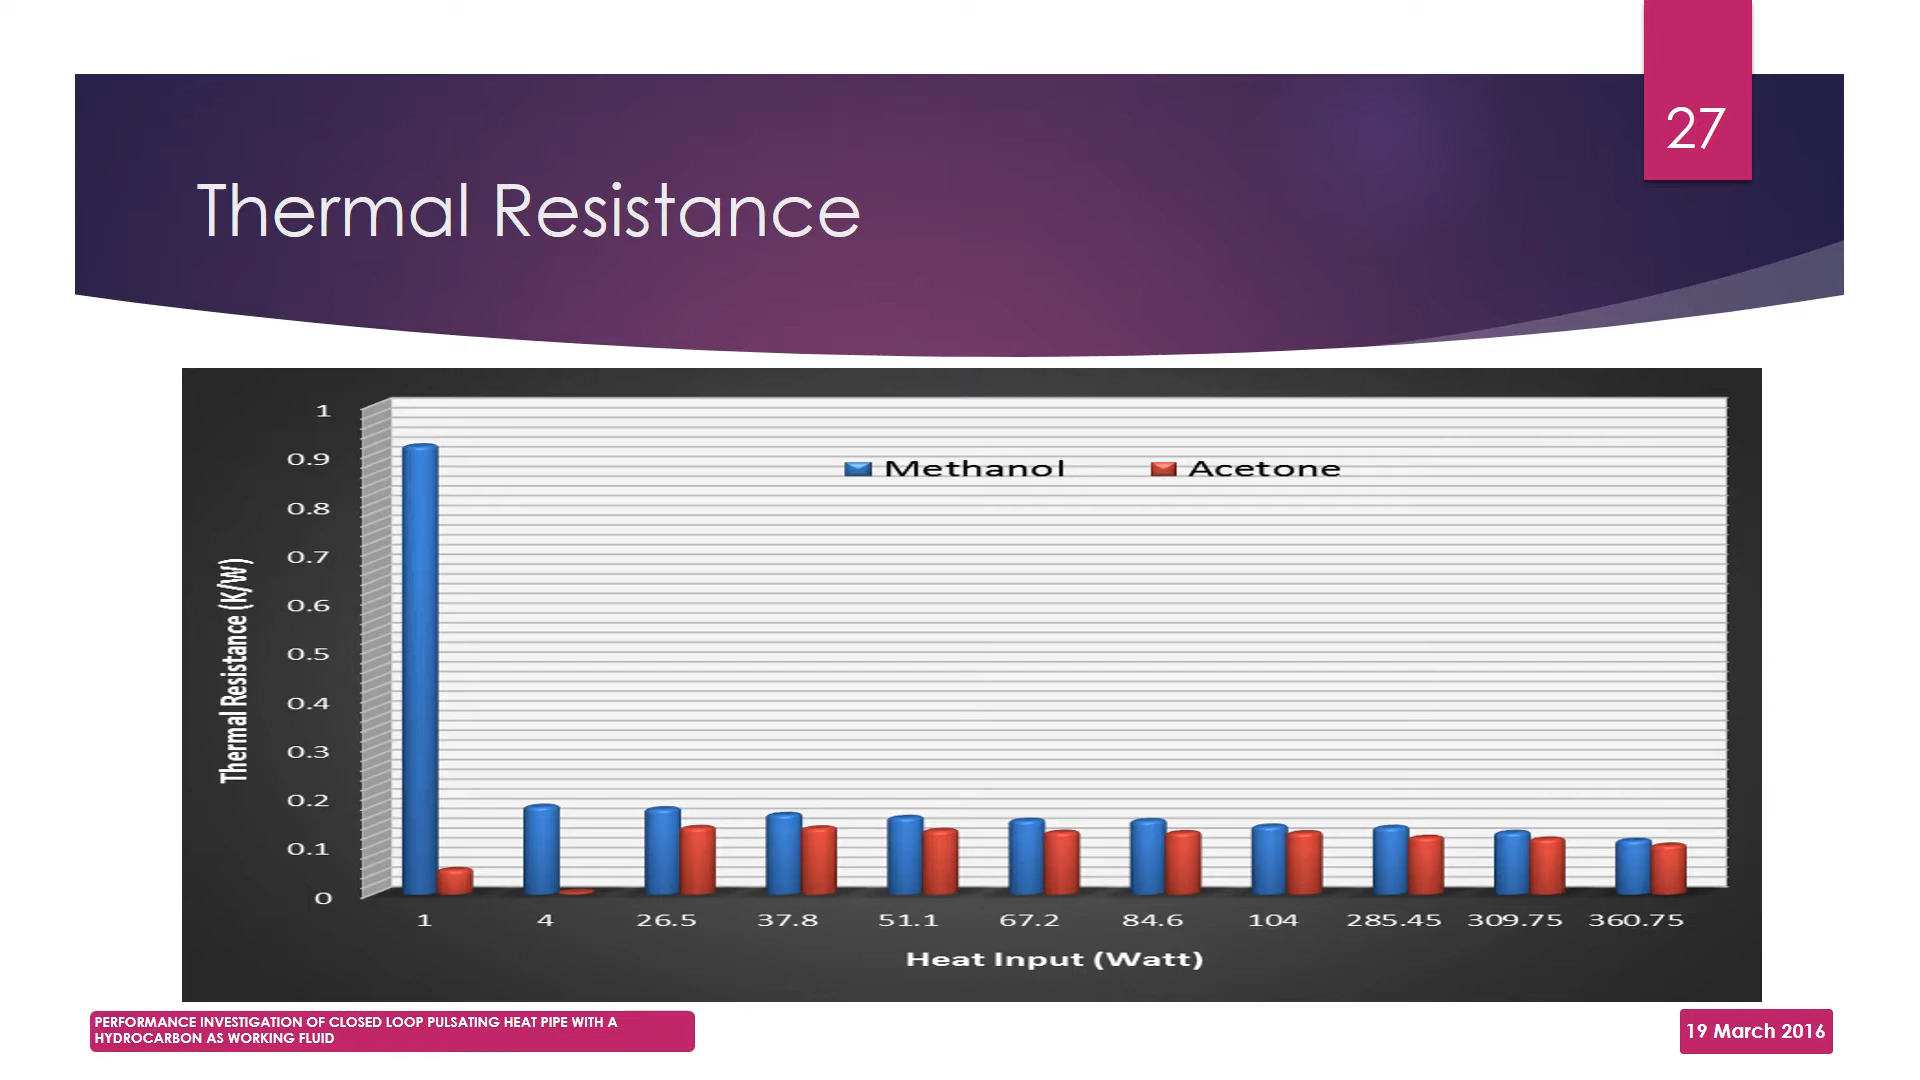 27
Thermal Resistance
1
0.9
0.8
0.7
0.6
0.5
0.4
0.3
0.2
0.1
0
Thermal Resistance (K/W)
Methanol Acetone
1 4 26.5 37.8 51.1 67.2 84.6 104 285.45 309.75 360.75
Heat Input (Watt)
PERFORMANCE INVESTIGATION OF CLOSED LOOP PULSATING HEAT PIPE WITH A
HYDROCARBON AS WORKING FLUID
19 March 2016